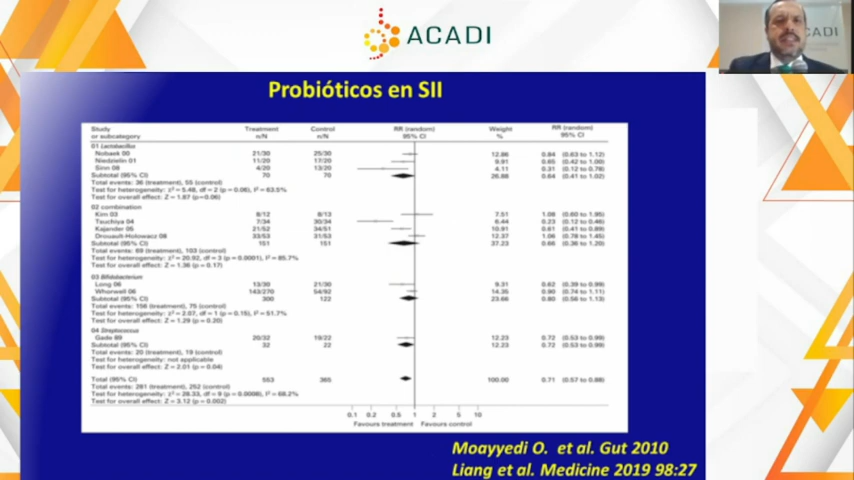 ACADI
ACADI
Probióticos en SII
Study Treatment Control RR (random) Weight RR (random)
or subcategory n/N n/N 95% CI % 95% CI
01 Lactobacillus
Nobaek 00 21/30 25/30 12.86 0.84 (0.63 to 1.12)
Niedzielin 01 11/20 17/20 9.91 0.65 (0.42 to 1.00)
Sinn 08 4/20 13/20 4.11 0.31 (0.12 to 0.78)
Subtotal (95% CI) 70 70 26.88 0.64 (0.41 to 1.02)
Total events: 36 (treatment), 55 (control)
Test for heterogeneity: χ² = 5.48, df = 2 (p = 0.06), I² = 63.5%
Test for overall effect: Z = 1.87 (p=0.06)
02 combination
Kim 03 8/12 8/13 7.51 1.08 (0.60 to 1.95)
Tsuchiya 04 7/34 30/34 6.44 0.23 (0.12 to 0.46)
Kajander 05 21/52 34/51 10.91 0.61 (0.41 to 0.89)
Drouault-Holowacz 08 33/53 31/53 12.37 1.06 (0.78 to 1.45)
Subtotal (95% CI) 151 151 37.23 0.66 (0.36 to 1.20)
Total events: 69 (treatment), 103 (control)
Test for heterogeneity: χ² = 20.92, df = 3 (p = 0.0001), I² = 85.7%
Test for overall effect: Z = 1.36 (p = 0.17)
03 Bifidobacterium
Long 06 13/30 21/30 9.31 0.62 (0.39 to 0.99)
Whorwell 06 143/270 54/92 14.35 0.90 (0.74 to 1.11)
Subtotal (95% CI) 300 122 23.66 0.80 (0.56 to 1.13)
Total events: 156 (treatment), 75 (control)
Test for heterogeneity: χ² = 2.07, df = 1 (p = 0.15), I² = 51.7%
Test for overall effect: Z = 1.29 (p = 0.20)
04 Streptococcus
Gade 89 20/32 19/22 12.23 0.72 (0.53 to 0.99)
Subtotal (95% CI) 32 22 12.23 0.72 (0.53 to 0.99)
Total events: 20 (treatment), 19 (control)
Test for heterogeneity: not applicable
Test for overall effect: Z = 2.01 (p = 0.04)
Total (95% CI) 553 365 100.00 0.71 (0.57 to 0.88)
Total events: 281 (treatment), 252 (control)
Test for heterogeneity: χ² = 28.33, df = 9 (p = 0.0008), I² = 68.2%
Test for overall effect: Z = 3.12 (p = 0.002)
0.1 0.2 0.5 1 2 5 10
Favours treatment Favours control
Moayyedi O. et al. Gut 2010
Liang et al. Medicine 2019 98:27